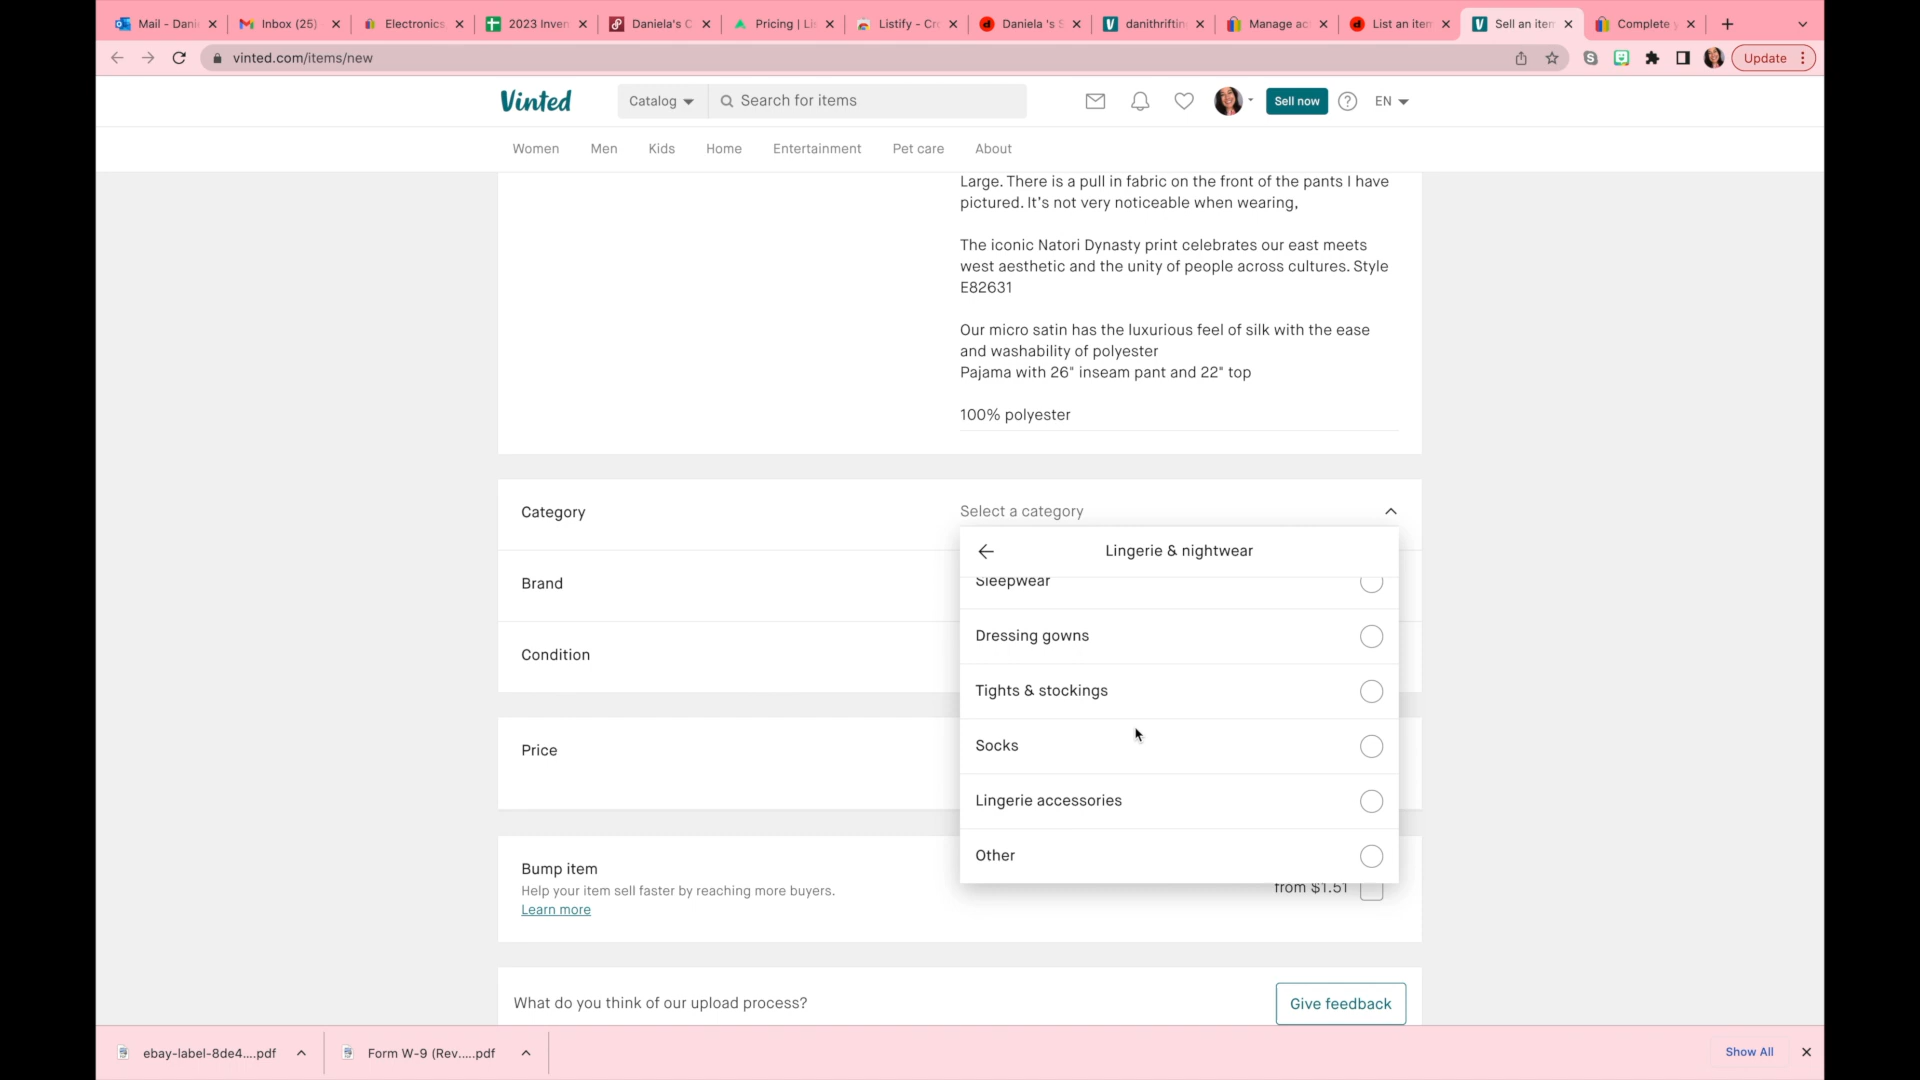 Mail - Dani
Inbox (25)
Electronics
2023 Inven
Daniela's C
Pricing | Li
Listify - Cr
Daniela 's S
danithriftin
Manage ac
List an item
Sell an item
Complete y
vinted.com/items/new
Update
Vinted
Catalog
Search for items
Sell now
EN
Women
Men
Kids
Home
Entertainment
Pet care
About
Large. There is a pull in fabric on the front of the pants I have
pictured. It's not very noticeable when wearing,
The iconic Natori Dynasty print celebrates our east meets
west aesthetic and the unity of people across cultures. Style
E82631
Our micro satin has the luxurious feel of silk with the ease
and washability of polyester
Pajama with 26" inseam pant and 22" top
100% polyester
Category
Select a category
Lingerie & nightwear
Brand
Sleepwear
Dressing gowns
Condition
Tights & stockings
Price
Socks
Lingerie accessories
Other
Bump item
Help your item sell faster by reaching more buyers.
from $1.51
Learn more
What do you think of our upload process?
Give feedback
ebay-label-8de4....pdf
Form W-9 (Rev.....pdf
Show All